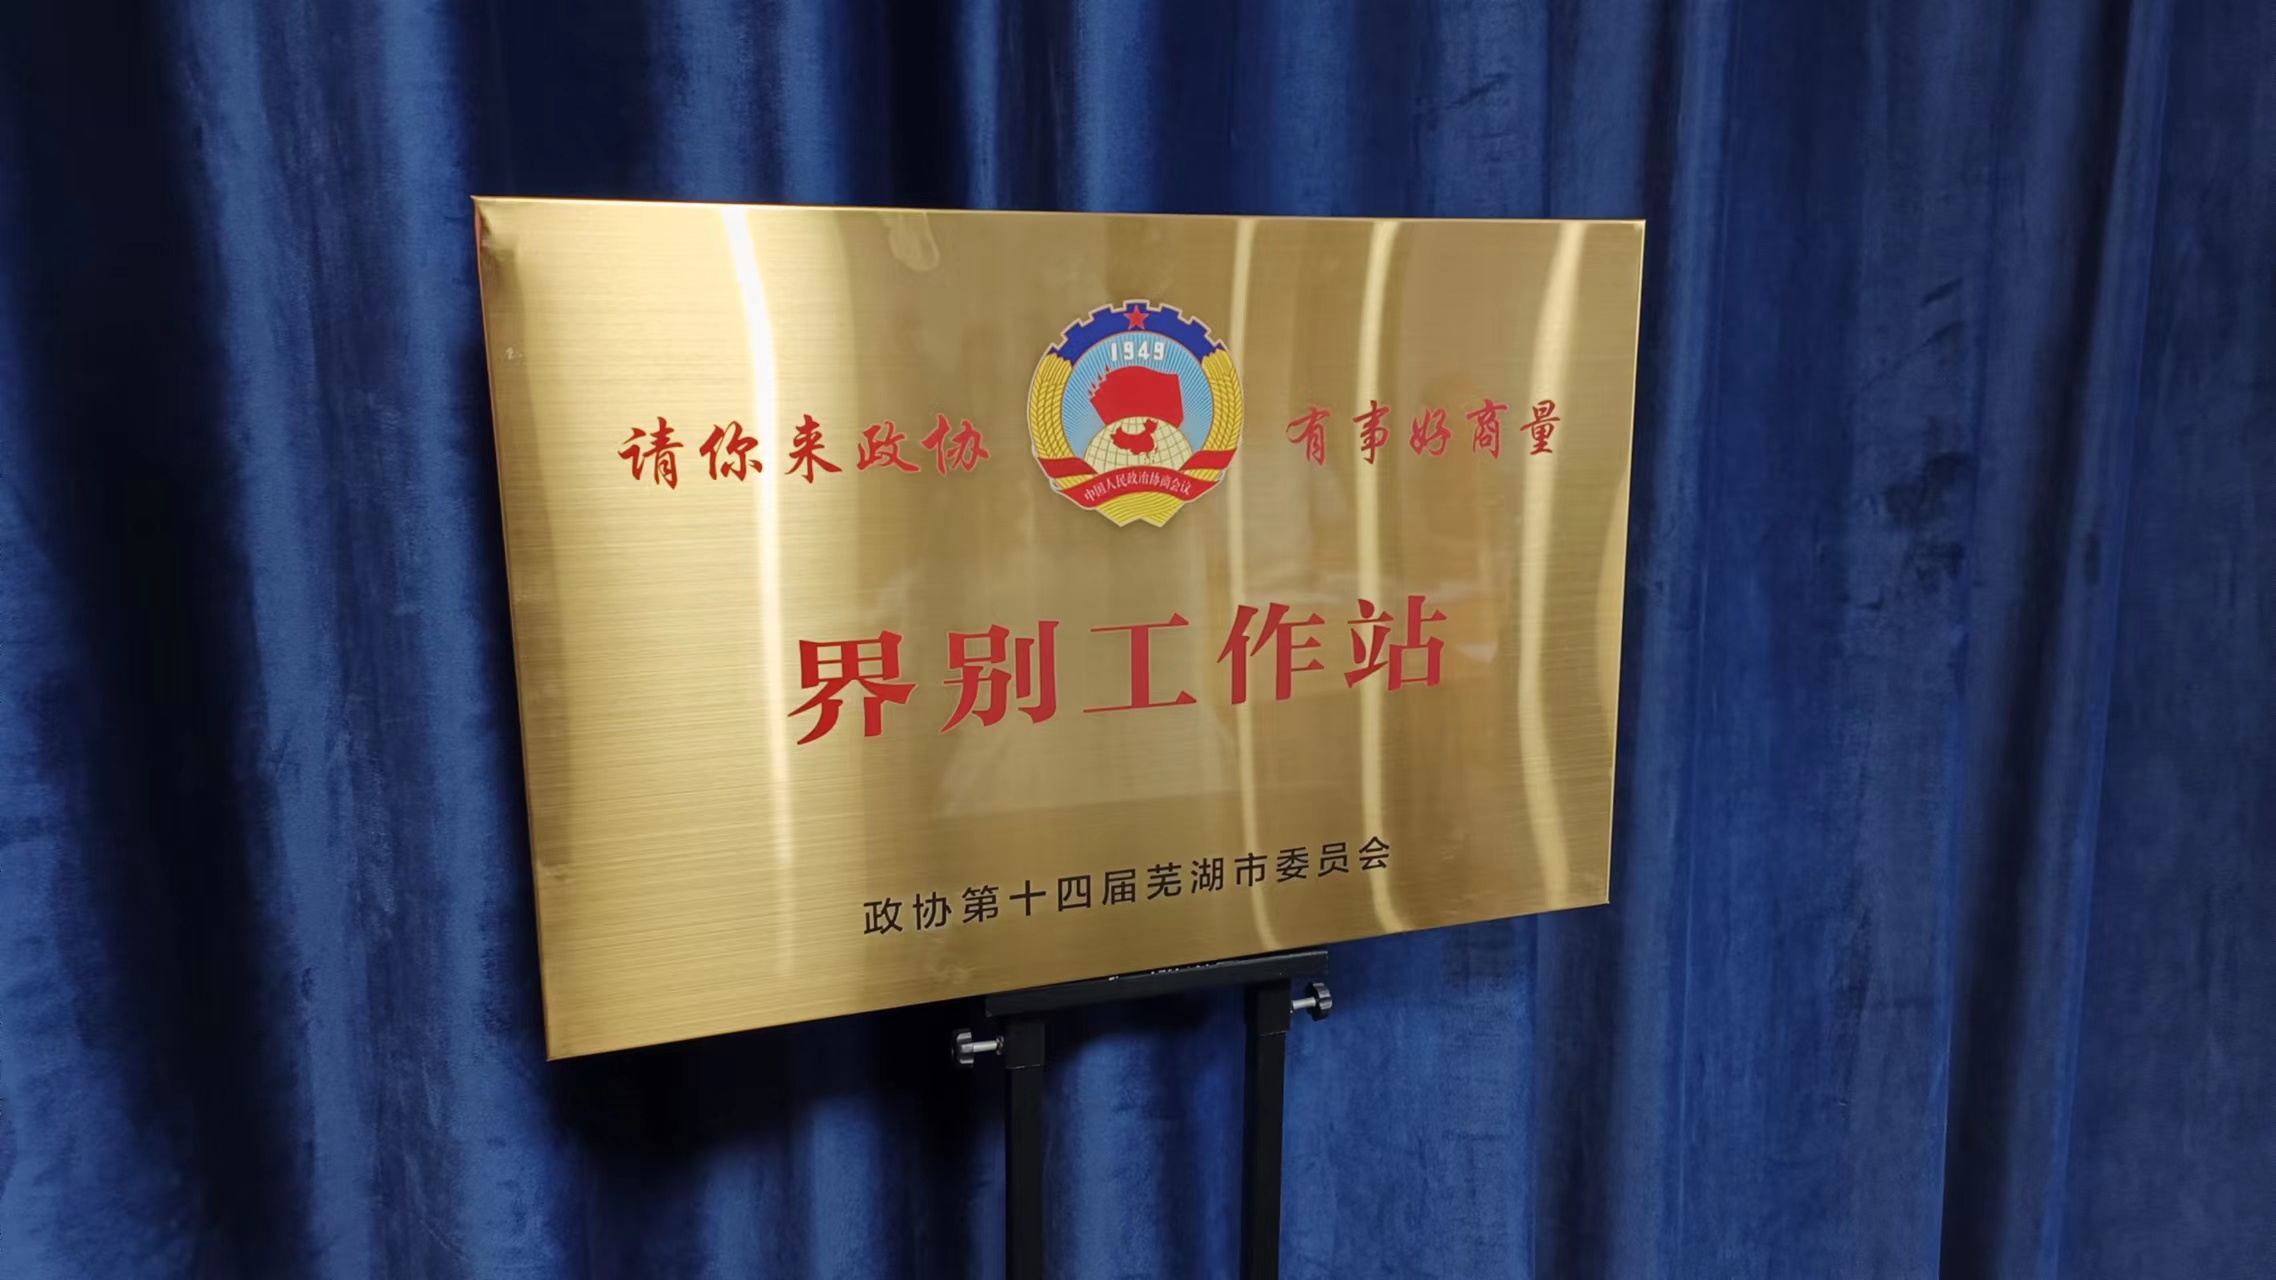 1949
中国人民政治协商会议
请你来政协 有事好商量
界别工作站
政协第十四届芜湖市委员会